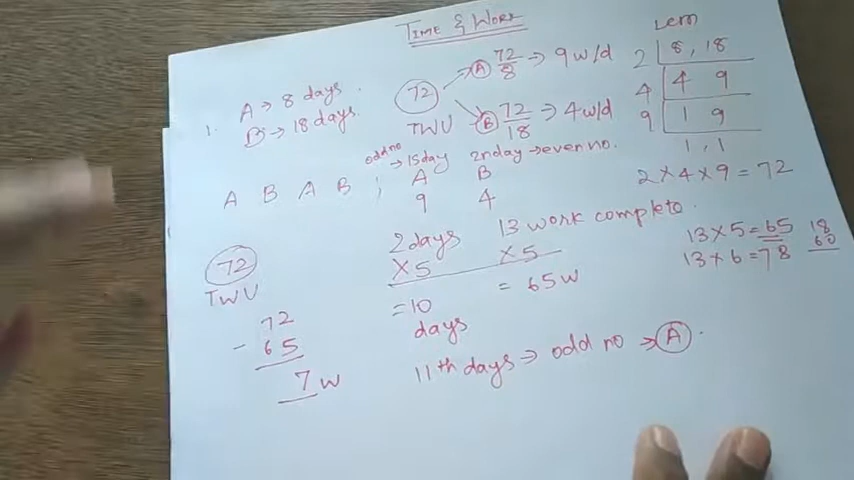 TIME & WORK
1. A → 8 days.
B → 18 days.
72
TWU
→ A 72/8 → 9 w/d
→ B 72/18 → 4 w/d
Lcm
2 | 8, 18
4 | 4 9
9 | 1 9
1, 1
2 × 4 × 9 = 72
odd no
→ 1st day 2nd day → even no.
A B A B ; A B
9 4
72
TWU
72
- 65
7 w
2 days 13 work complete.
×5 ×5
= 10 = 65 w
days
13 × 5 = 65
13 × 6 = 78
18
11th days → odd no → A.